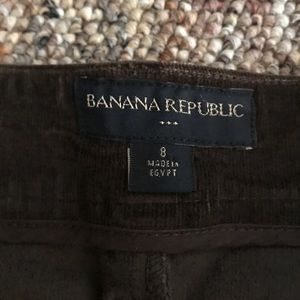 BANANA REPUBLIC
8
MADE IN
EGYPT